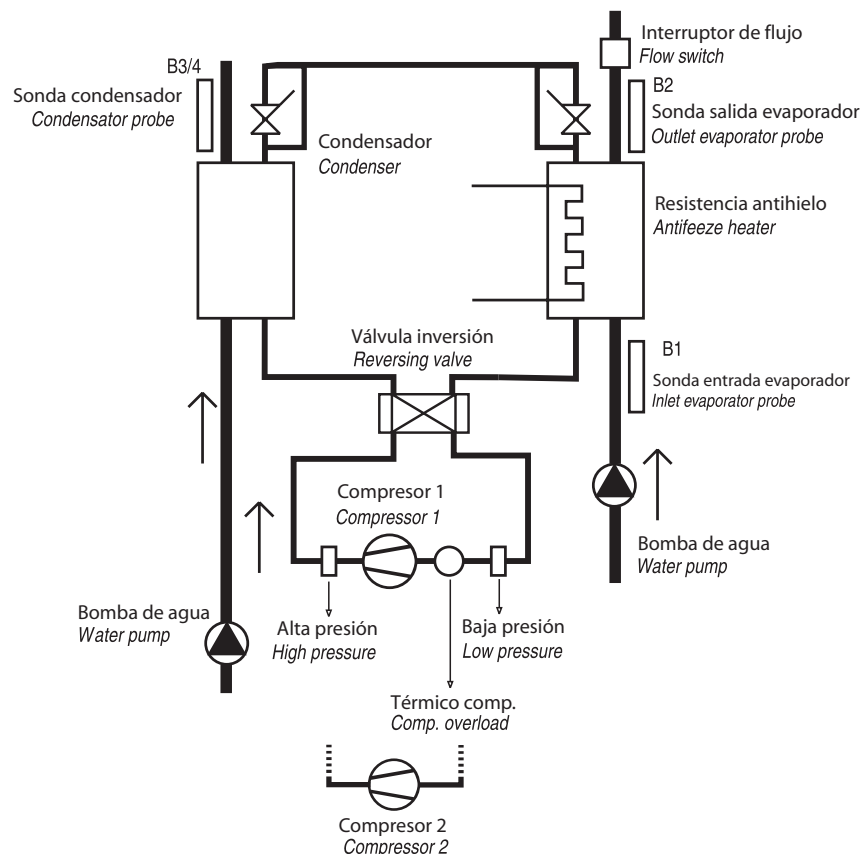 Interruptor de flujo
Flow switch
B3/4
Sonda condensador
Condensator probe
B2
Sonda salida evaporador
Outlet evaporator probe
Condensador
Condenser
Resistencia antihielo
Antifeeze heater
Válvula inversión
Reversing valve
B1
Sonda entrada evaporador
Inlet evaporator probe
Compresor 1
Compressor 1
Bomba de agua
Water pump
Bomba de agua
Water pump
Alta presión
High pressure
Baja presión
Low pressure
Térmico comp.
Comp. overload
Compresor 2
Compressor 2